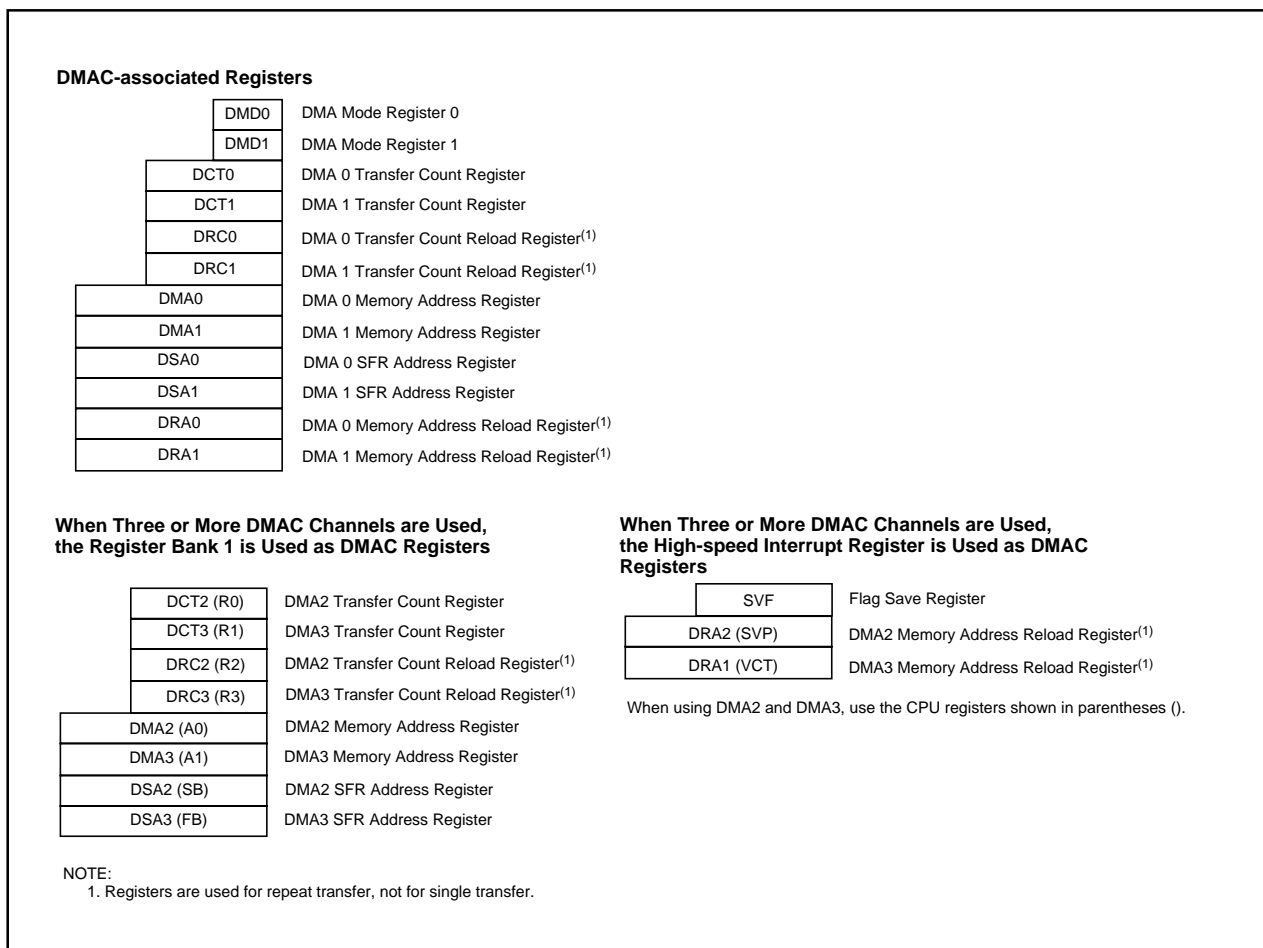 DMAC-associated Registers
DMD0 DMA Mode Register 0
DMD1 DMA Mode Register 1
DCT0 DMA 0 Transfer Count Register
DCT1 DMA 1 Transfer Count Register
DRC0 DMA 0 Transfer Count Reload Register(1)
DRC1 DMA 1 Transfer Count Reload Register(1)
DMA0 DMA 0 Memory Address Register
DMA1 DMA 1 Memory Address Register
DSA0 DMA 0 SFR Address Register
DSA1 DMA 1 SFR Address Register
DRA0 DMA 0 Memory Address Reload Register(1)
DRA1 DMA 1 Memory Address Reload Register(1)
When Three or More DMAC Channels are Used,
the Register Bank 1 is Used as DMAC Registers
DCT2 (R0) DMA2 Transfer Count Register
DCT3 (R1) DMA3 Transfer Count Register
DRC2 (R2) DMA2 Transfer Count Reload Register(1)
DRC3 (R3) DMA3 Transfer Count Reload Register(1)
DMA2 (A0) DMA2 Memory Address Register
DMA3 (A1) DMA3 Memory Address Register
DSA2 (SB) DMA2 SFR Address Register
DSA3 (FB) DMA3 SFR Address Register
When Three or More DMAC Channels are Used,
the High-speed Interrupt Register is Used as DMAC
Registers
SVF Flag Save Register
DRA2 (SVP) DMA2 Memory Address Reload Register(1)
DRA1 (VCT) DMA3 Memory Address Reload Register(1)
When using DMA2 and DMA3, use the CPU registers shown in parentheses ().
NOTE:
1. Registers are used for repeat transfer, not for single transfer.